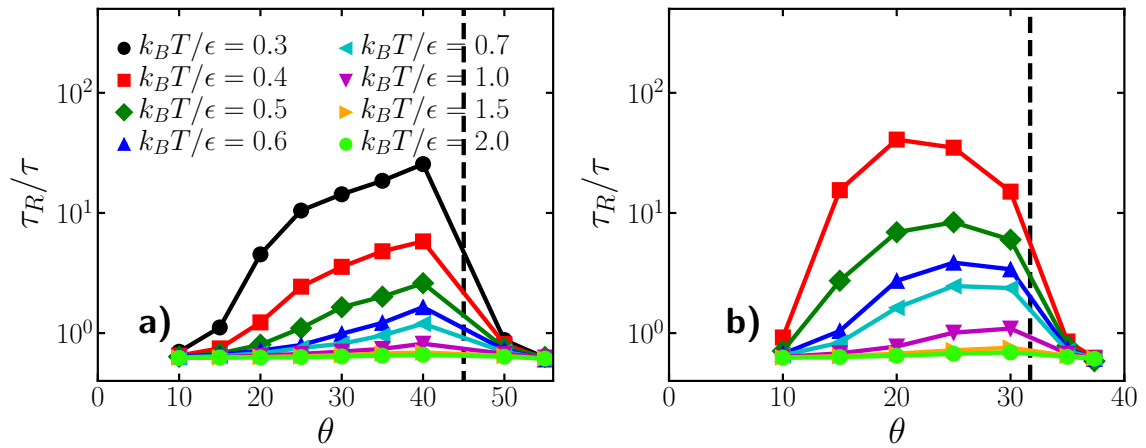 k_BT/ϵ = 0.3
k_BT/ϵ = 0.4
k_BT/ϵ = 0.5
k_BT/ϵ = 0.6
k_BT/ϵ = 0.7
k_BT/ϵ = 1.0
k_BT/ϵ = 1.5
k_BT/ϵ = 2.0
τ_R/τ
10^2
10^1
10^0
a)
0 10 20 30 40 50
θ
τ_R/τ
10^2
10^1
10^0
b)
0 10 20 30 40
θ